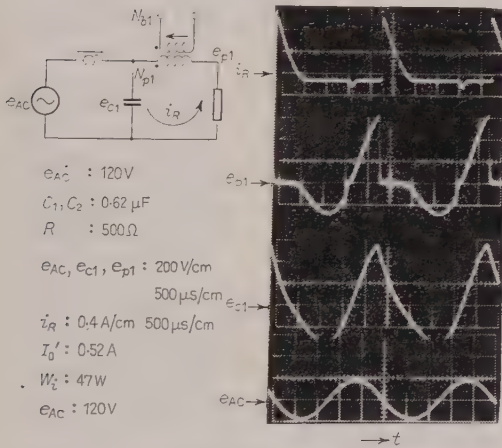 N_b1
e_p1
N_p1
e_AC
e_C1
i_R
e_AC : 120V
C_1, C_2 : 0·62 μF
R : 500Ω
e_AC, e_C1, e_p1 : 200 V/cm
500 μs/cm
i_R : 0,4 A/cm 500 μs/cm
I_0' : 0·52 A
W_i : 47W
e_AC : 120V
i_R
e_p1
e_C1
e_AC
t